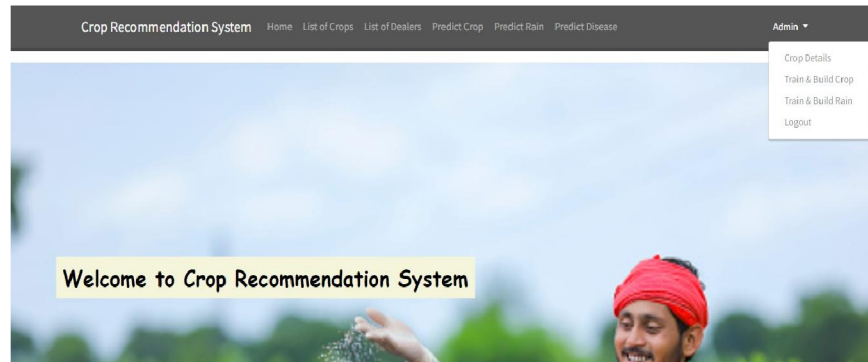 Crop Recommendation System Home List of Crops List of Dealers Predict Crop Predict Rain Predict Disease Admin
Crop Details
Train & Build Crop
Train & Build Rain
Logout
Welcome to Crop Recommendation System